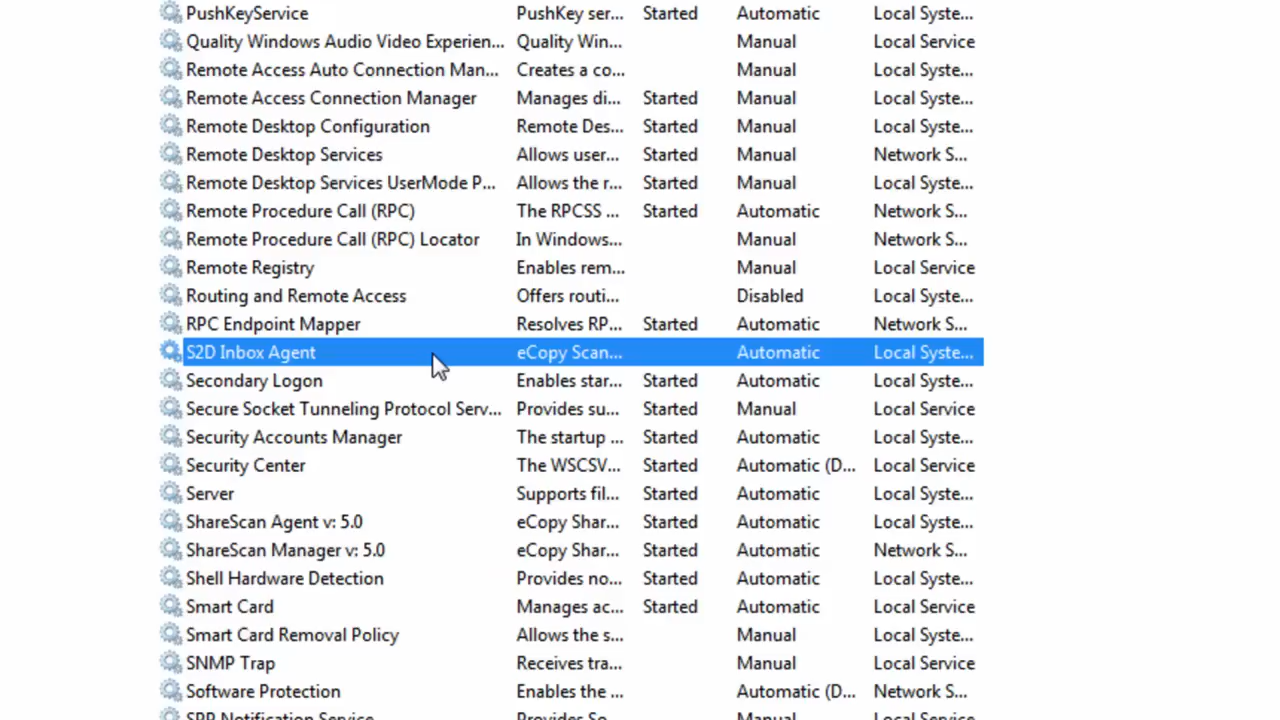 PushKeyService PushKey ser... Started Automatic Local Syste...
Quality Windows Audio Video Experien... Quality Win... Manual Local Service
Remote Access Auto Connection Man... Creates a co... Manual Local Syste...
Remote Access Connection Manager Manages di... Started Manual Local Syste...
Remote Desktop Configuration Remote Des... Started Manual Local Syste...
Remote Desktop Services Allows user... Started Manual Network S...
Remote Desktop Services UserMode P... Allows the r... Started Manual Local Syste...
Remote Procedure Call (RPC) The RPCSS ... Started Automatic Network S...
Remote Procedure Call (RPC) Locator In Windows... Manual Network S...
Remote Registry Enables rem... Manual Local Service
Routing and Remote Access Offers routi... Disabled Local Syste...
RPC Endpoint Mapper Resolves RP... Started Automatic Network S...
S2D Inbox Agent eCopy Scan... Automatic Local Syste...
Secondary Logon Enables star... Started Automatic Local Syste...
Secure Socket Tunneling Protocol Serv... Provides su... Started Manual Local Service
Security Accounts Manager The startup ... Started Automatic Local Syste...
Security Center The WSCSV... Started Automatic (D... Local Service
Server Supports fil... Started Automatic Local Syste...
ShareScan Agent v: 5.0 eCopy Shar... Started Automatic Local Syste...
ShareScan Manager v: 5.0 eCopy Shar... Started Automatic Network S...
Shell Hardware Detection Provides no... Started Automatic Local Syste...
Smart Card Manages ac... Started Automatic Local Service
Smart Card Removal Policy Allows the s... Manual Local Syste...
SNMP Trap Receives tra... Manual Local Service
Software Protection Enables the ... Automatic (D... Network S...
SPP Notification Service Provides So... Manual Local Service